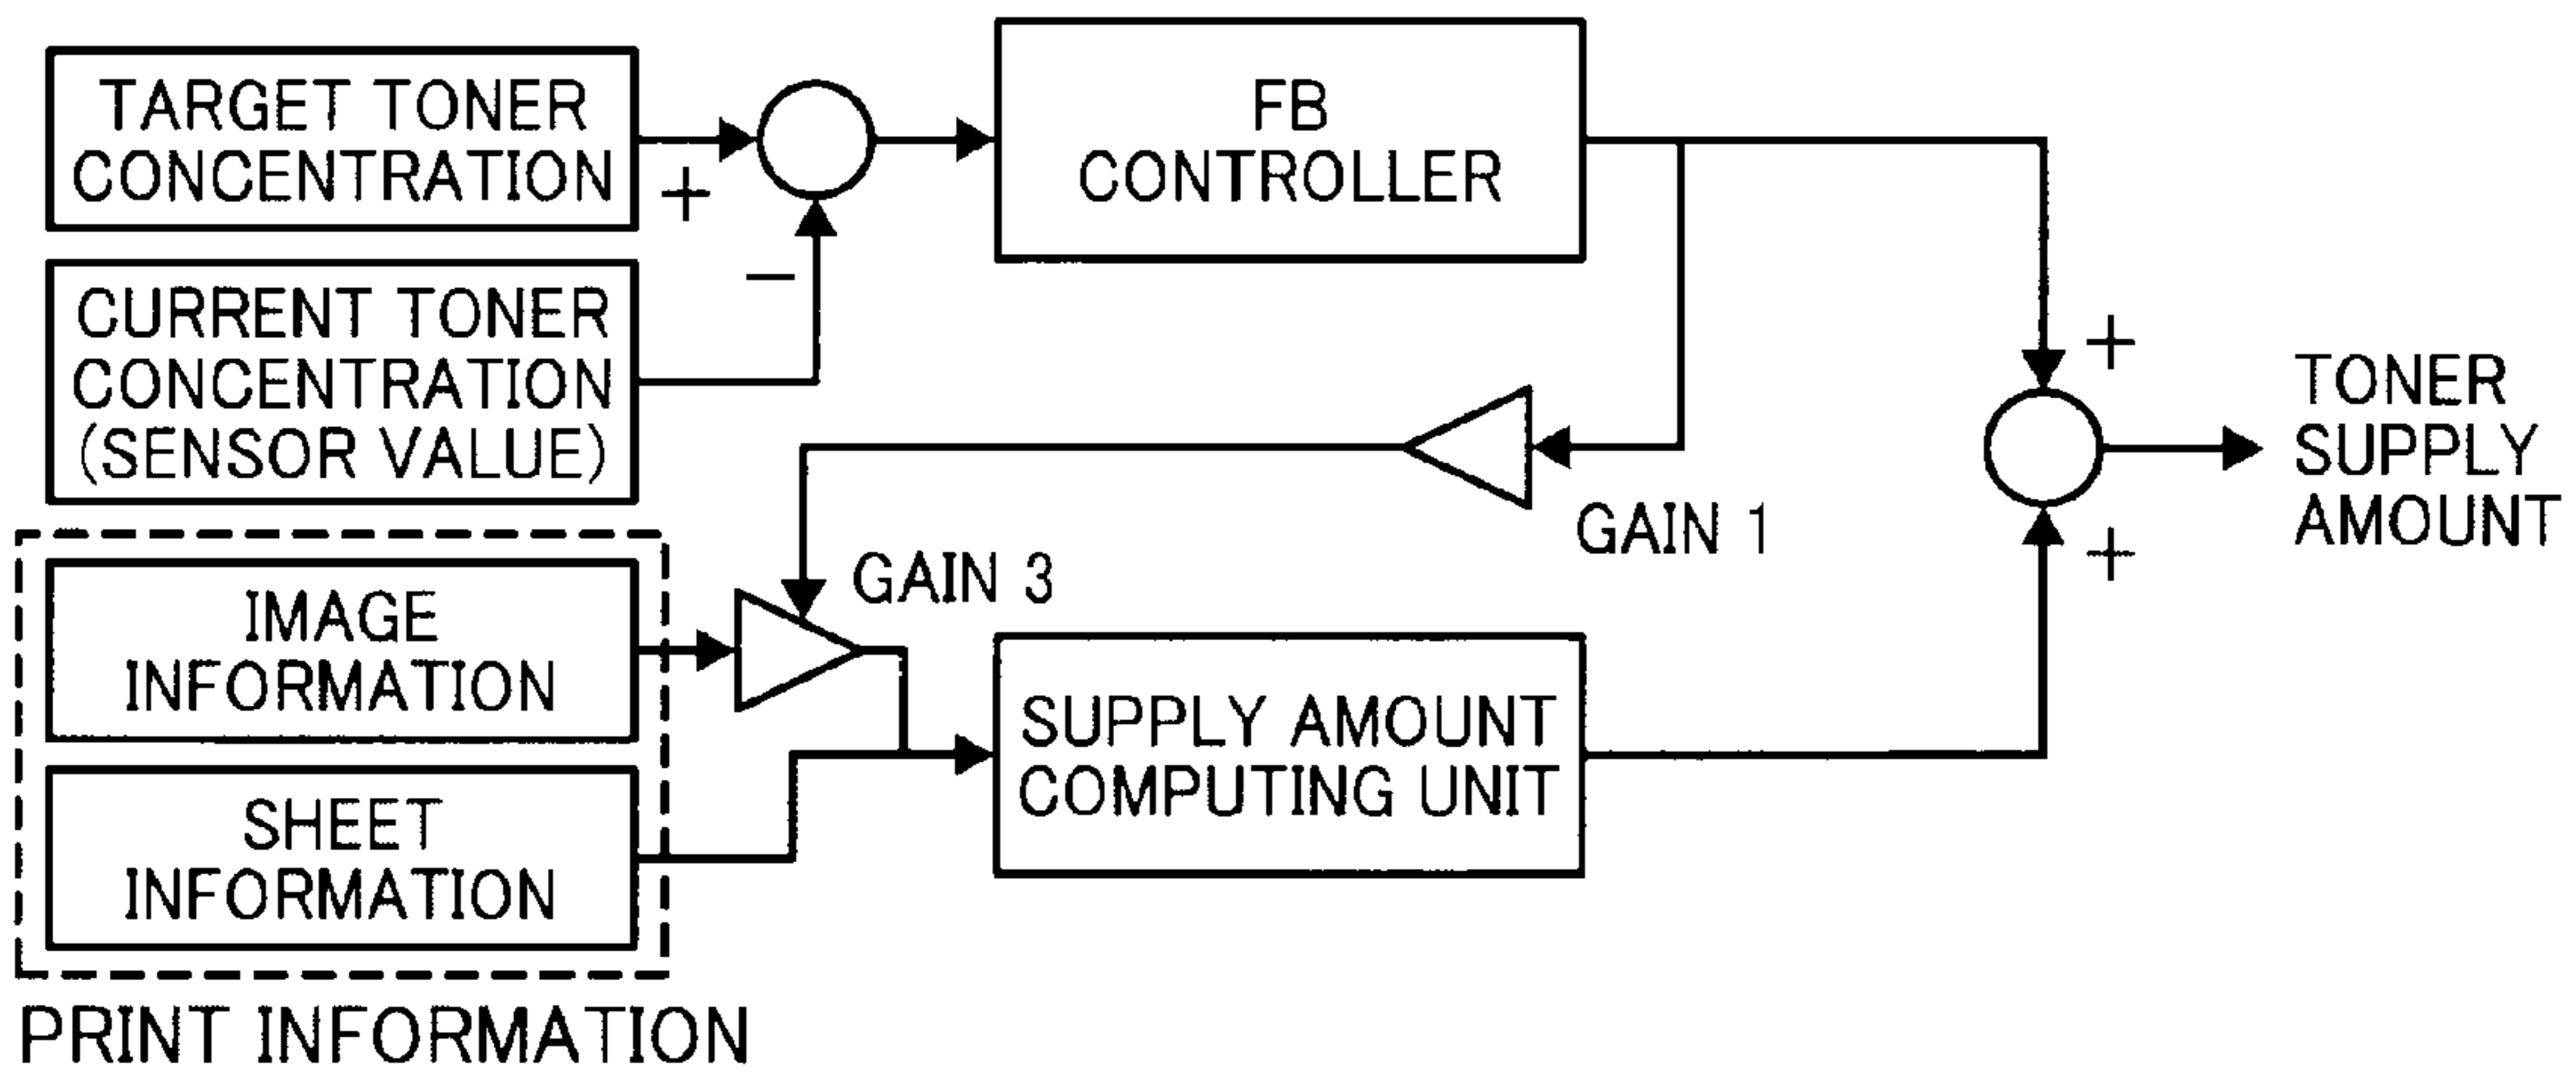 TARGET TONER
CONCENTRATION
+
−
CURRENT TONER
CONCENTRATION
(SENSOR VALUE)
FB
CONTROLLER
GAIN 1
GAIN 3
IMAGE
INFORMATION
SHEET
INFORMATION
PRINT INFORMATION
SUPPLY AMOUNT
COMPUTING UNIT
+
+
TONER
SUPPLY
AMOUNT